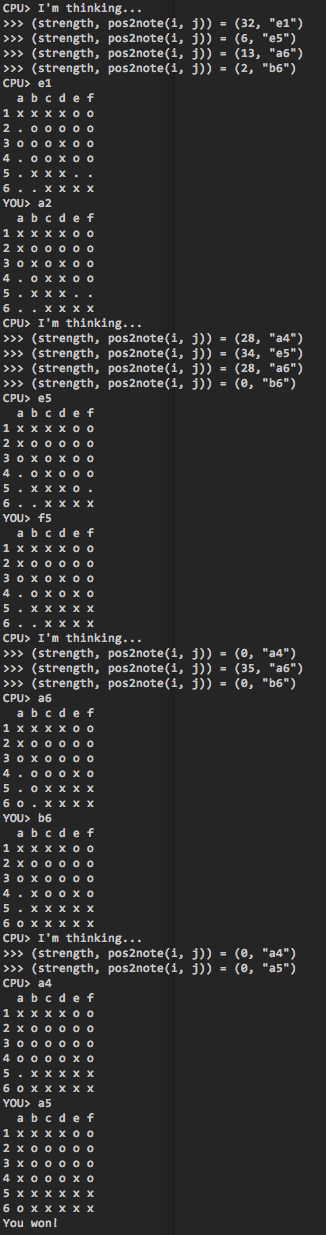 CPU> I'm thinking...
>>> (strength, pos2note(i, j)) = (32, "e1")
>>> (strength, pos2note(i, j)) = (6, "e5")
>>> (strength, pos2note(i, j)) = (13, "a6")
>>> (strength, pos2note(i, j)) = (2, "b6")
CPU> e1
  a b c d e f
1 x x x x o o
2 . o o o o o
3 o o o x o o
4 . o o x o o
5 . x x x . .
6 . . x x x x
YOU> a2
  a b c d e f
1 x x x x o o
2 x o o o o o
3 o x o x o o
4 . o x x o o
5 . x x x . .
6 . . x x x x
CPU> I'm thinking...
>>> (strength, pos2note(i, j)) = (28, "a4")
>>> (strength, pos2note(i, j)) = (34, "e5")
>>> (strength, pos2note(i, j)) = (28, "a6")
>>> (strength, pos2note(i, j)) = (0, "b6")
CPU> e5
  a b c d e f
1 x x x x o o
2 x o o o o o
3 o x o x o o
4 . o x o o o
5 . x x x o .
6 . . x x x x
YOU> f5
  a b c d e f
1 x x x x o o
2 x o o o o o
3 o x o x o o
4 . o x o x o
5 . x x x x x
6 . . x x x x
CPU> I'm thinking...
>>> (strength, pos2note(i, j)) = (0, "a4")
>>> (strength, pos2note(i, j)) = (35, "a6")
>>> (strength, pos2note(i, j)) = (0, "b6")
CPU> a6
  a b c d e f
1 x x x x o o
2 x o o o o o
3 o x o o o o
4 . o o o x o
5 . o x x x x
6 o . x x x x
YOU> b6
  a b c d e f
1 x x x x o o
2 x o o o o o
3 o x o o o o
4 . x o o x o
5 . x x x x x
6 o x x x x x
CPU> I'm thinking...
>>> (strength, pos2note(i, j)) = (0, "a4")
>>> (strength, pos2note(i, j)) = (0, "a5")
CPU> a4
  a b c d e f
1 x x x x o o
2 x o o o o o
3 o o o o o o
4 o o o o x o
5 . x x x x x
6 o x x x x x
YOU> a5
  a b c d e f
1 x x x x o o
2 x o o o o o
3 x o o o o o
4 x o o o x o
5 x x x x x x
6 o x x x x x
You won!